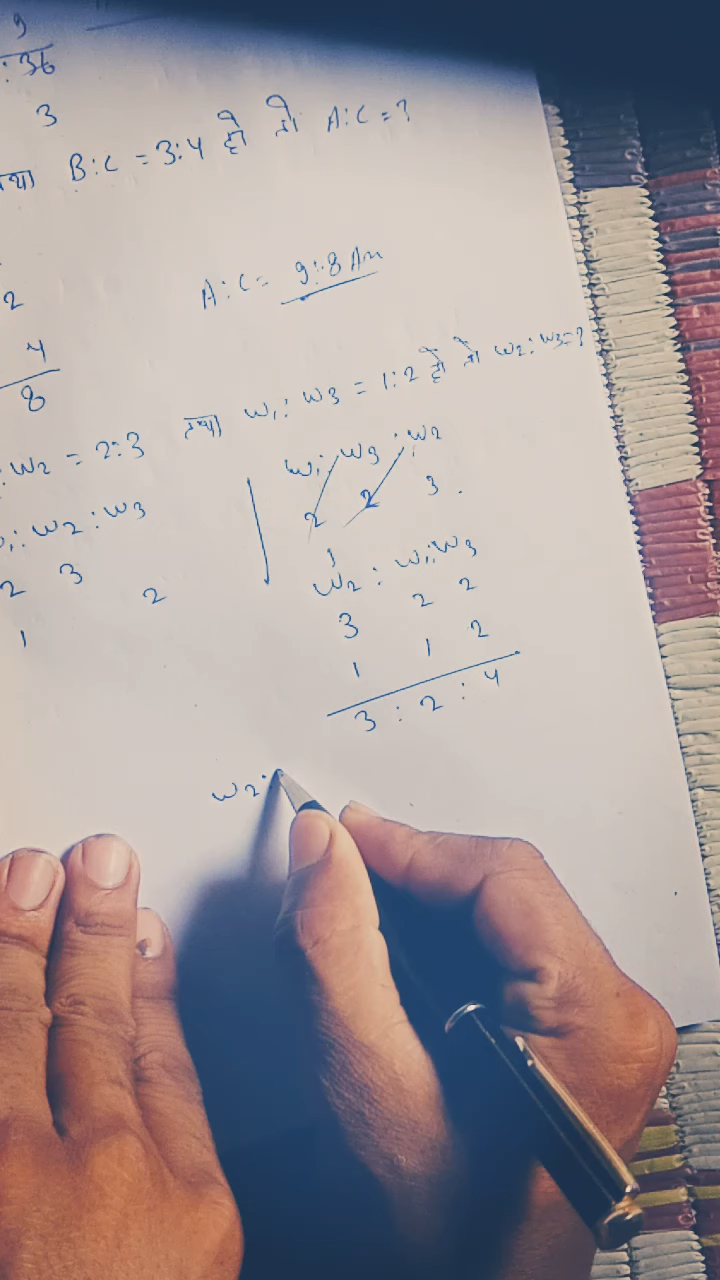 9
: 36
3
तथा B:C = 3:4 हो तो A:C = ?
2
A:C = 9:8 Ans
4
8
:W2 = 2:3 तथा W1:W3 = 1:2 हो तो W2:W3=?
:W2:W3
2 3
1 2
W1:W3:W2
2 2 3
1
W2:W1:W3
3 2 2
1 1 2
3:2:4
W2: